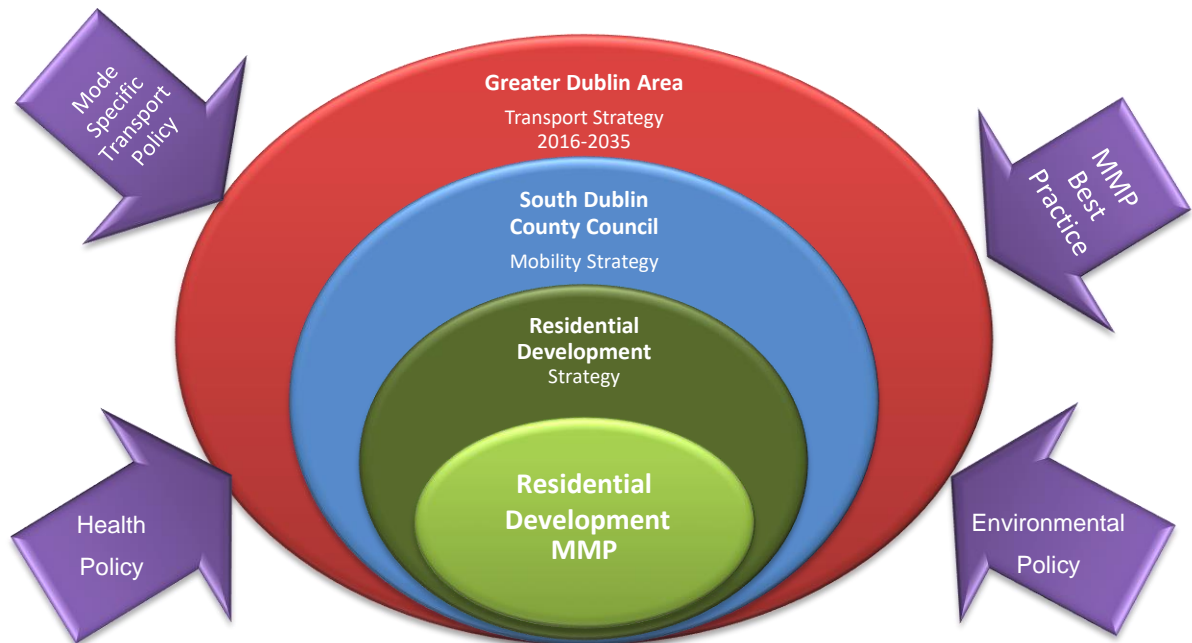 Mode
Specific
Transport
Policy
Greater Dublin Area
Transport Strategy
2016-2035
MMP
Best
Practice
South Dublin
County Council
Mobility Strategy
Residential
Development
Strategy
Residential
Development
MMP
Health
Policy
Environmental
Policy